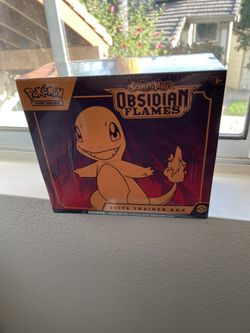 Pokémon
TRADING CARD GAME
Scarlet & Violet
OBSIDIAN
FLAMES
6+
ELITE TRAINER BOX